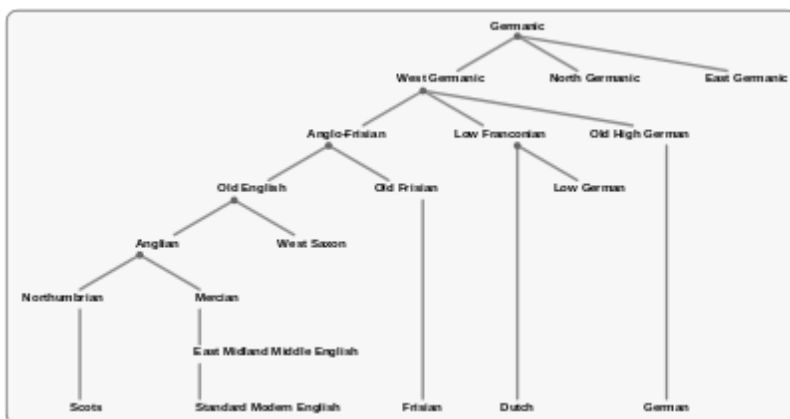 Germanic
West Germanic North Germanic East Germanic
Anglo-Frisian Low Franconian Old High German
Old English Old Frisian Low German
Anglian West Saxon
Northumbrian Mercian
East Midland Middle English
Scots Standard Modern English Frisian Dutch German